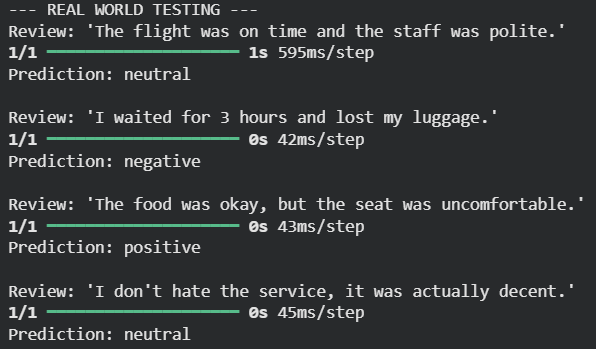 --- REAL WORLD TESTING ---
Review: 'The flight was on time and the staff was polite.'
1/1 ━━━━━━━━━━━━━━━━━━━━ 1s 595ms/step
Prediction: neutral

Review: 'I waited for 3 hours and lost my luggage.'
1/1 ━━━━━━━━━━━━━━━━━━━━ 0s 42ms/step
Prediction: negative

Review: 'The food was okay, but the seat was uncomfortable.'
1/1 ━━━━━━━━━━━━━━━━━━━━ 0s 43ms/step
Prediction: positive

Review: 'I don't hate the service, it was actually decent.'
1/1 ━━━━━━━━━━━━━━━━━━━━ 0s 45ms/step
Prediction: neutral